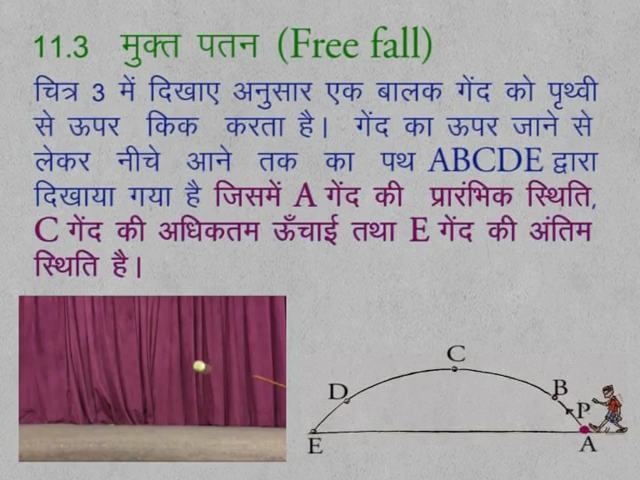 11.3 मुक्त पतन (Free fall)
चित्र 3 में दिखाए अनुसार एक बालक गेंद को पृथ्वी
से ऊपर किक करता है। गेंद का ऊपर जाने से
लेकर नीचे आने तक का पथ ABCDE द्वारा
दिखाया गया है जिसमें A गेंद की प्रारंभिक स्थिति,
C गेंद की अधिकतम ऊँचाई तथा E गेंद की अंतिम
स्थिति है।
C
D
B
P
E
A